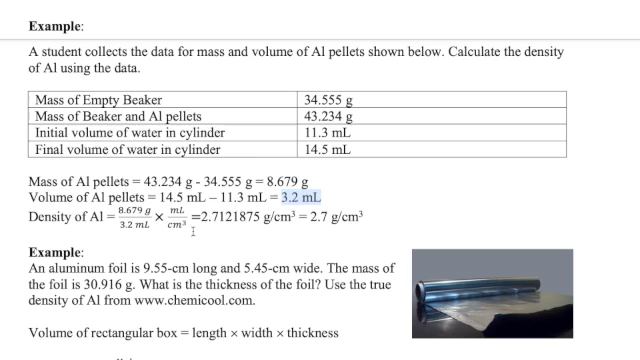 Example:
A student collects the data for mass and volume of Al pellets shown below. Calculate the density
of Al using the data.
Mass of Empty Beaker 34.555 g
Mass of Beaker and Al pellets 43.234 g
Initial volume of water in cylinder 11.3 mL
Final volume of water in cylinder 14.5 mL
Mass of Al pellets = 43.234 g - 34.555 g = 8.679 g
Volume of Al pellets = 14.5 mL – 11.3 mL = 3.2 mL
Density of Al = 8.679 g / 3.2 mL × mL / cm³ =2.7121875 g/cm³ = 2.7 g/cm³
Example:
An aluminum foil is 9.55-cm long and 5.45-cm wide. The mass of
the foil is 30.916 g. What is the thickness of the foil? Use the true
density of Al from www.chemicool.com.
Volume of rectangular box = length × width × thickness